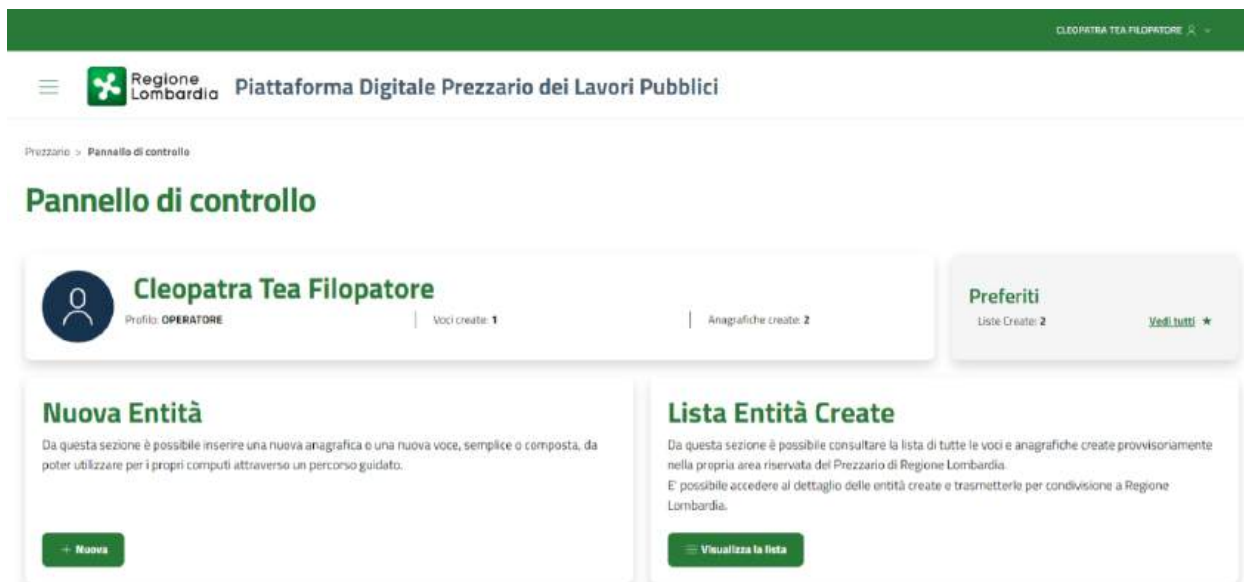 CLEOPATRA TEA FILOPATORE
Regione
Lombardia
Piattaforma Digitale Prezzario dei Lavori Pubblici
Prezzario > Pannello di controllo
Pannello di controllo
Cleopatra Tea Filopatore
Profilo: OPERATORE
Voci create: 1
Anagrafiche create: 2
Preferiti
Liste Create: 2
Vedi tutti ★
Nuova Entità
Da questa sezione è possibile inserire una nuova anagrafica o una nuova voce, semplice o composta, da
poter utilizzare per i propri computi attraverso un percorso guidato.
+ Nuova
Lista Entità Create
Da questa sezione è possibile consultare la lista di tutte le voci e anagrafiche create provvisoriamente
nella propria area riservata del Prezzario di Regione Lombardia.
E' possibile accedere al dettaglio delle entità create e trasmetterle per condivisione a Regione
Lombardia.
Visualizza la lista